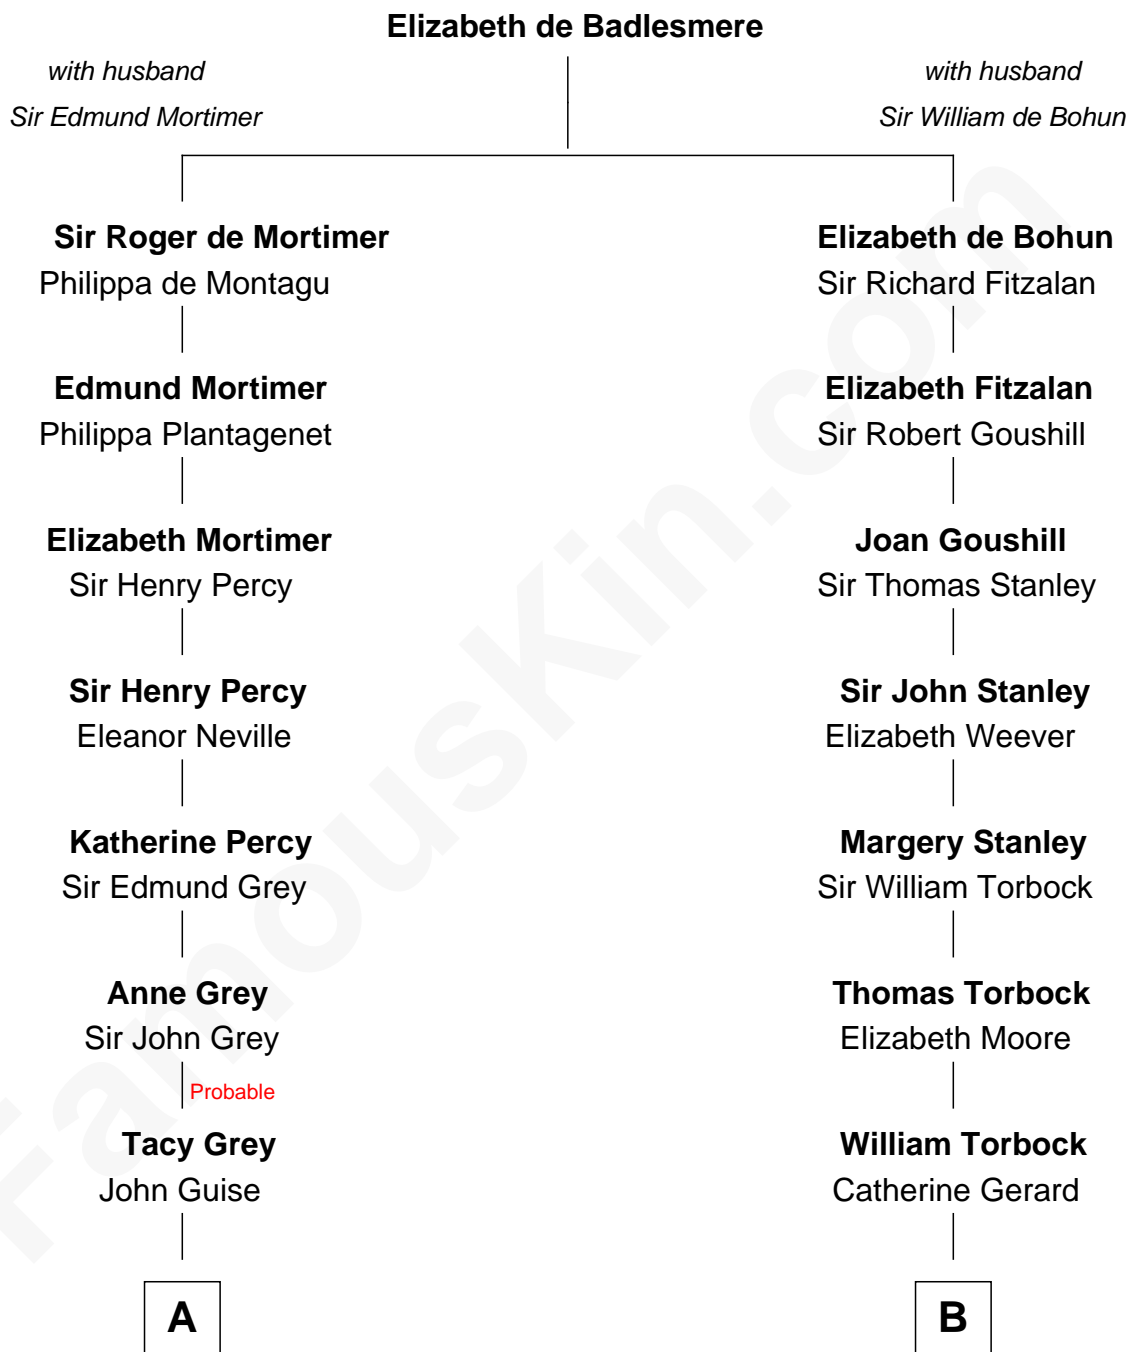 Elizabeth de Badlesmere
with husband
Sir Edmund Mortimer
with husband
Sir William de Bohun
Sir Roger de Mortimer
Philippa de Montagu
Elizabeth de Bohun
Sir Richard Fitzalan
Edmund Mortimer
Philippa Plantagenet
Elizabeth Fitzalan
Sir Robert Goushill
Elizabeth Mortimer
Sir Henry Percy
Joan Goushill
Sir Thomas Stanley
Sir Henry Percy
Eleanor Neville
Sir John Stanley
Elizabeth Weever
Katherine Percy
Sir Edmund Grey
Margery Stanley
Sir William Torbock
Anne Grey
Sir John Grey
Thomas Torbock
Elizabeth Moore
Probable
Tacy Grey
John Guise
William Torbock
Catherine Gerard
A
B
FamousKin.com